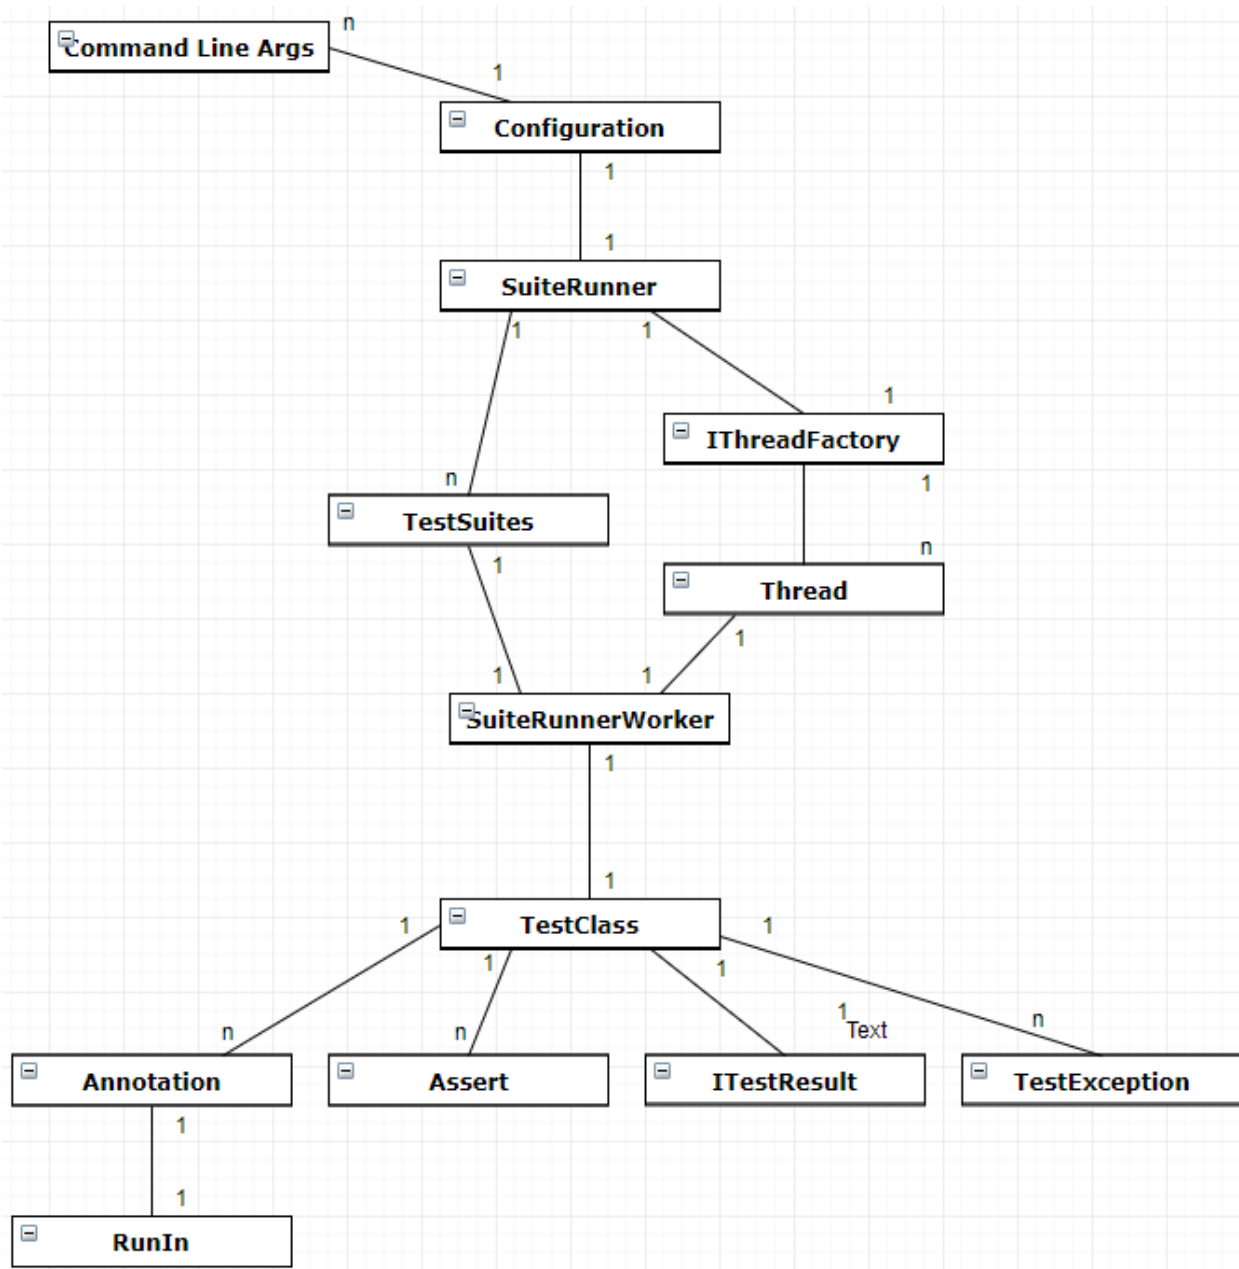 n
Command Line Args
1
Configuration
1
1
SuiteRunner
1
1
1
IThreadFactory
1
n
TestSuites
1
n
Thread
1
1
1
SuiteRunnerWorker
1
1
TestClass
1
1
1
1
n
n
1
Text
n
Annotation
Assert
ITestResult
TestException
1
1
RunIn